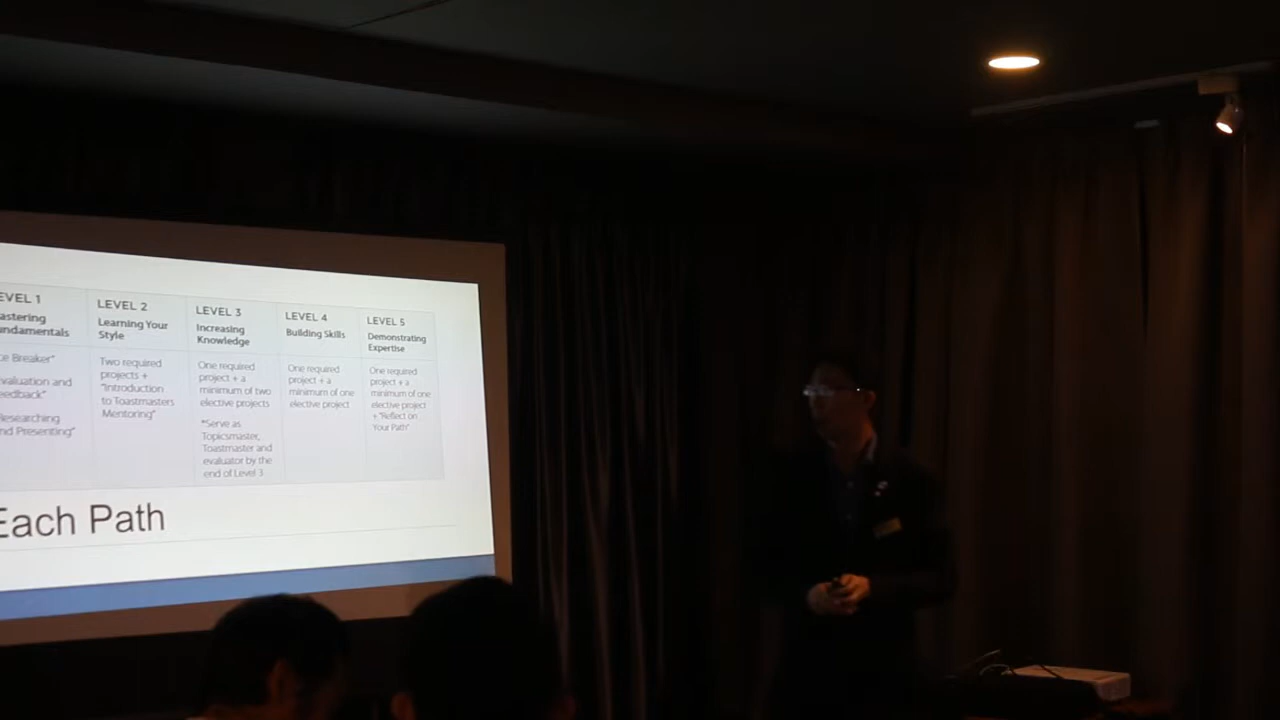 EVEL 1
astering
undamentals
ce Breaker"
valuation and
eedback"
Researching
nd Presenting"
LEVEL 2
Learning Your
Style
Two required
projects +
"Introduction
to Toastmasters
Mentoring"
LEVEL 3
Increasing
Knowledge
One required
project + a
minimum of two
elective projects
*Serve as
Topicsmaster,
Toastmaster and
evaluator by the
end of Level 3
LEVEL 4
Building Skills
One required
project + a
minimum of one
elective project
LEVEL 5
Demonstrating
Expertise
One required
project + a
minimum of one
elective project
+ "Reflect on
Your Path"
Each Path